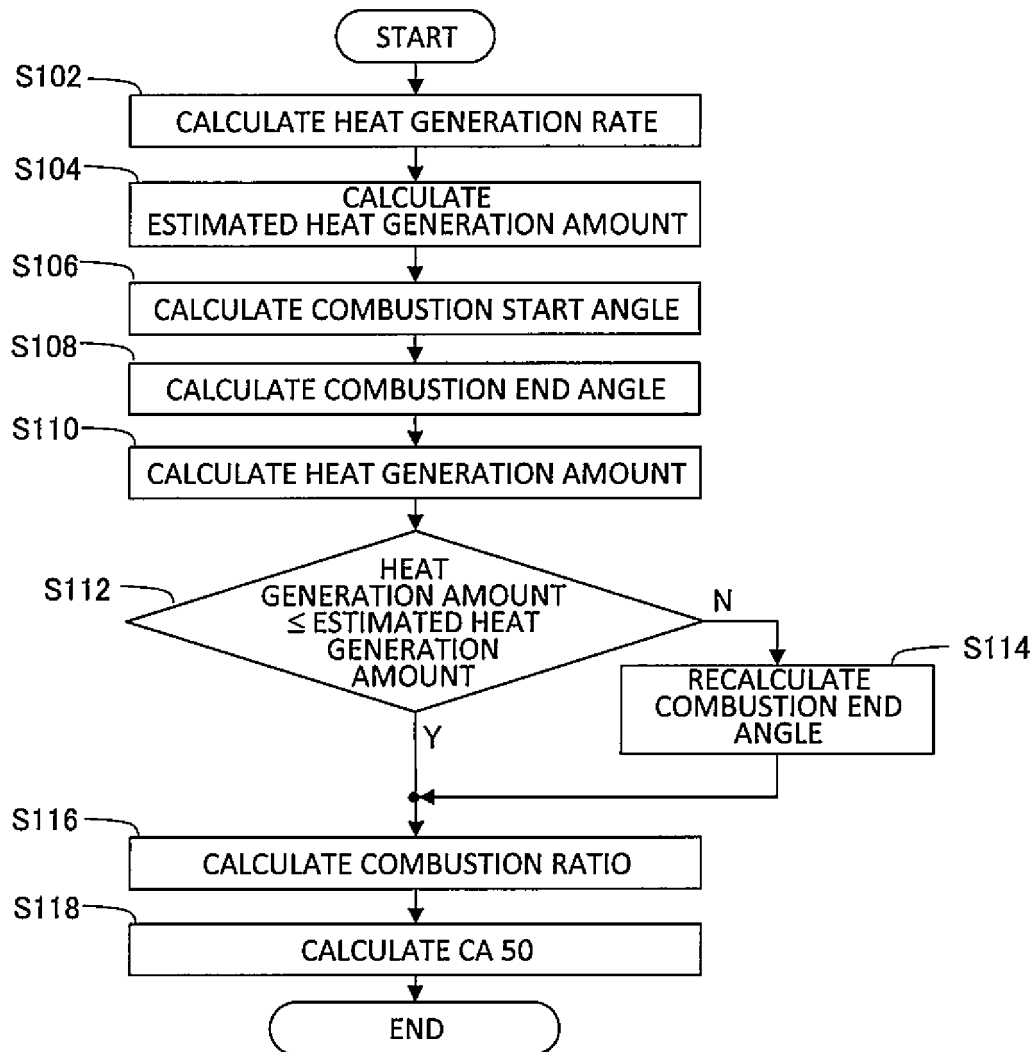 START
S102
CALCULATE HEAT GENERATION RATE
S104
CALCULATE
ESTIMATED HEAT GENERATION AMOUNT
S106
CALCULATE COMBUSTION START ANGLE
S108
CALCULATE COMBUSTION END ANGLE
S110
CALCULATE HEAT GENERATION AMOUNT
S112
HEAT
GENERATION AMOUNT
≤ ESTIMATED HEAT
GENERATION
AMOUNT
N
S114
RECALCULATE
COMBUSTION END
ANGLE
Y
S116
CALCULATE COMBUSTION RATIO
S118
CALCULATE CA 50
END